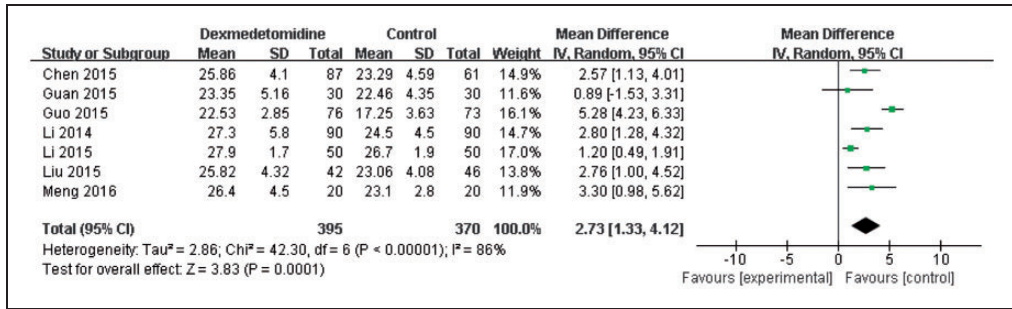 Dexmedetomidine Control Mean Difference Mean Difference
Study or Subgroup Mean SD Total Mean SD Total Weight IV, Random, 95% CI IV, Random, 95% CI
Chen 2015 25.86 4.1 87 23.29 4.59 61 14.9% 2.57 [1.13, 4.01]
Guan 2015 23.35 5.16 30 22.46 4.35 30 11.6% 0.89 [-1.53, 3.31]
Guo 2015 22.53 2.85 76 17.25 3.63 73 16.1% 5.28 [4.23, 6.33]
Li 2014 27.3 5.8 90 24.5 4.5 90 14.7% 2.80 [1.28, 4.32]
Li 2015 27.9 1.7 50 26.7 1.9 50 17.0% 1.20 [0.49, 1.91]
Liu 2015 25.82 4.32 42 23.06 4.08 46 13.8% 2.76 [1.00, 4.52]
Meng 2016 26.4 4.5 20 23.1 2.8 20 11.9% 3.30 [0.98, 5.62]
Total (95% CI) 395 370 100.0% 2.73 [1.33, 4.12]
Heterogeneity: Tau² = 2.86; Chi² = 42.30, df = 6 (P < 0.00001); I² = 86%
Test for overall effect: Z = 3.83 (P = 0.0001)
-10 -5 0 5 10
Favours [experimental] Favours [control]